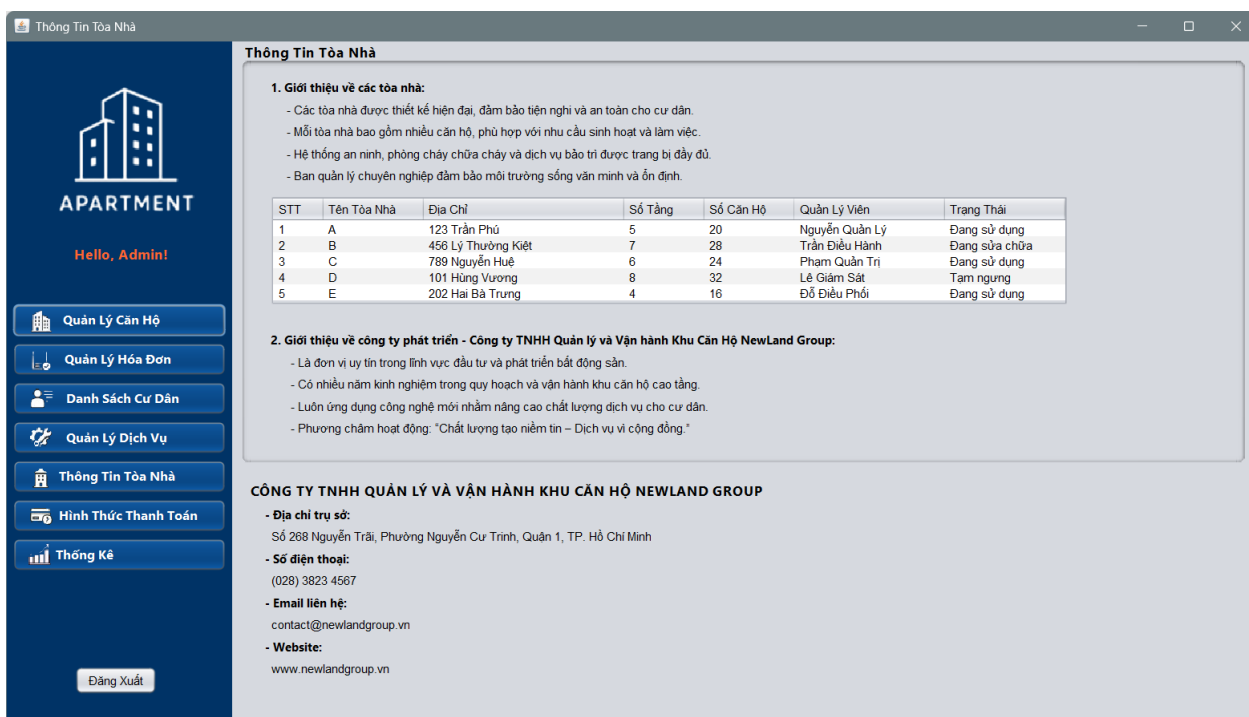 Thông Tin Tòa Nhà
APARTMENT
Hello, Admin!
Quản Lý Căn Hộ
Quản Lý Hóa Đơn
Danh Sách Cư Dân
Quản Lý Dịch Vụ
Thông Tin Tòa Nhà
Hình Thức Thanh Toán
Thống Kê
Đăng Xuất
Thông Tin Tòa Nhà
1. Giới thiệu về các tòa nhà:
- Các tòa nhà được thiết kế hiện đại, đảm bảo tiện nghi và an toàn cho cư dân.
- Mỗi tòa nhà bao gồm nhiều căn hộ, phù hợp với nhu cầu sinh hoạt và làm việc.
- Hệ thống an ninh, phòng cháy chữa cháy và dịch vụ bảo trì được trang bị đầy đủ.
- Ban quản lý chuyên nghiệp đảm bảo môi trường sống văn minh và ổn định.
STT Tên Tòa Nhà Địa Chỉ Số Tầng Số Căn Hộ Quản Lý Viên Trạng Thái
1 A 123 Trần Phú 5 20 Nguyễn Quản Lý Đang sử dụng
2 B 456 Lý Thường Kiệt 7 28 Trần Điều Hành Đang sửa chữa
3 C 789 Nguyễn Huệ 6 24 Phạm Quản Trị Đang sử dụng
4 D 101 Hùng Vương 8 32 Lê Giám Sát Tạm ngưng
5 E 202 Hai Bà Trưng 4 16 Đỗ Điều Phối Đang sử dụng
2. Giới thiệu về công ty phát triển - Công ty TNHH Quản lý và Vận hành Khu Căn Hộ NewLand Group:
- Là đơn vị uy tín trong lĩnh vực đầu tư và phát triển bất động sản.
- Có nhiều năm kinh nghiệm trong quy hoạch và vận hành khu căn hộ cao tầng.
- Luôn ứng dụng công nghệ mới nhằm nâng cao chất lượng dịch vụ cho cư dân.
- Phương châm hoạt động: "Chất lượng tạo niềm tin – Dịch vụ vì cộng đồng."
CÔNG TY TNHH QUẢN LÝ VÀ VẬN HÀNH KHU CĂN HỘ NEWLAND GROUP
- Địa chỉ trụ sở:
Số 268 Nguyễn Trãi, Phường Nguyễn Cư Trinh, Quận 1, TP. Hồ Chí Minh
- Số điện thoại:
(028) 3823 4567
- Email liên hệ:
contact@newlandgroup.vn
- Website:
www.newlandgroup.vn